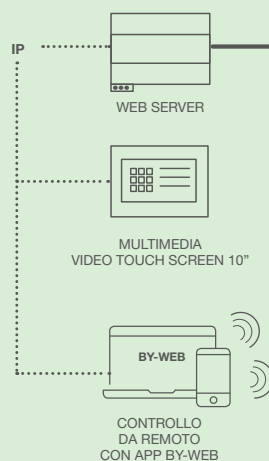 IP
WEB SERVER
MULTIMEDIA
VIDEO TOUCH SCREEN 10”
BY-WEB
CONTROLLO
DA REMOTO
CON APP BY-WEB